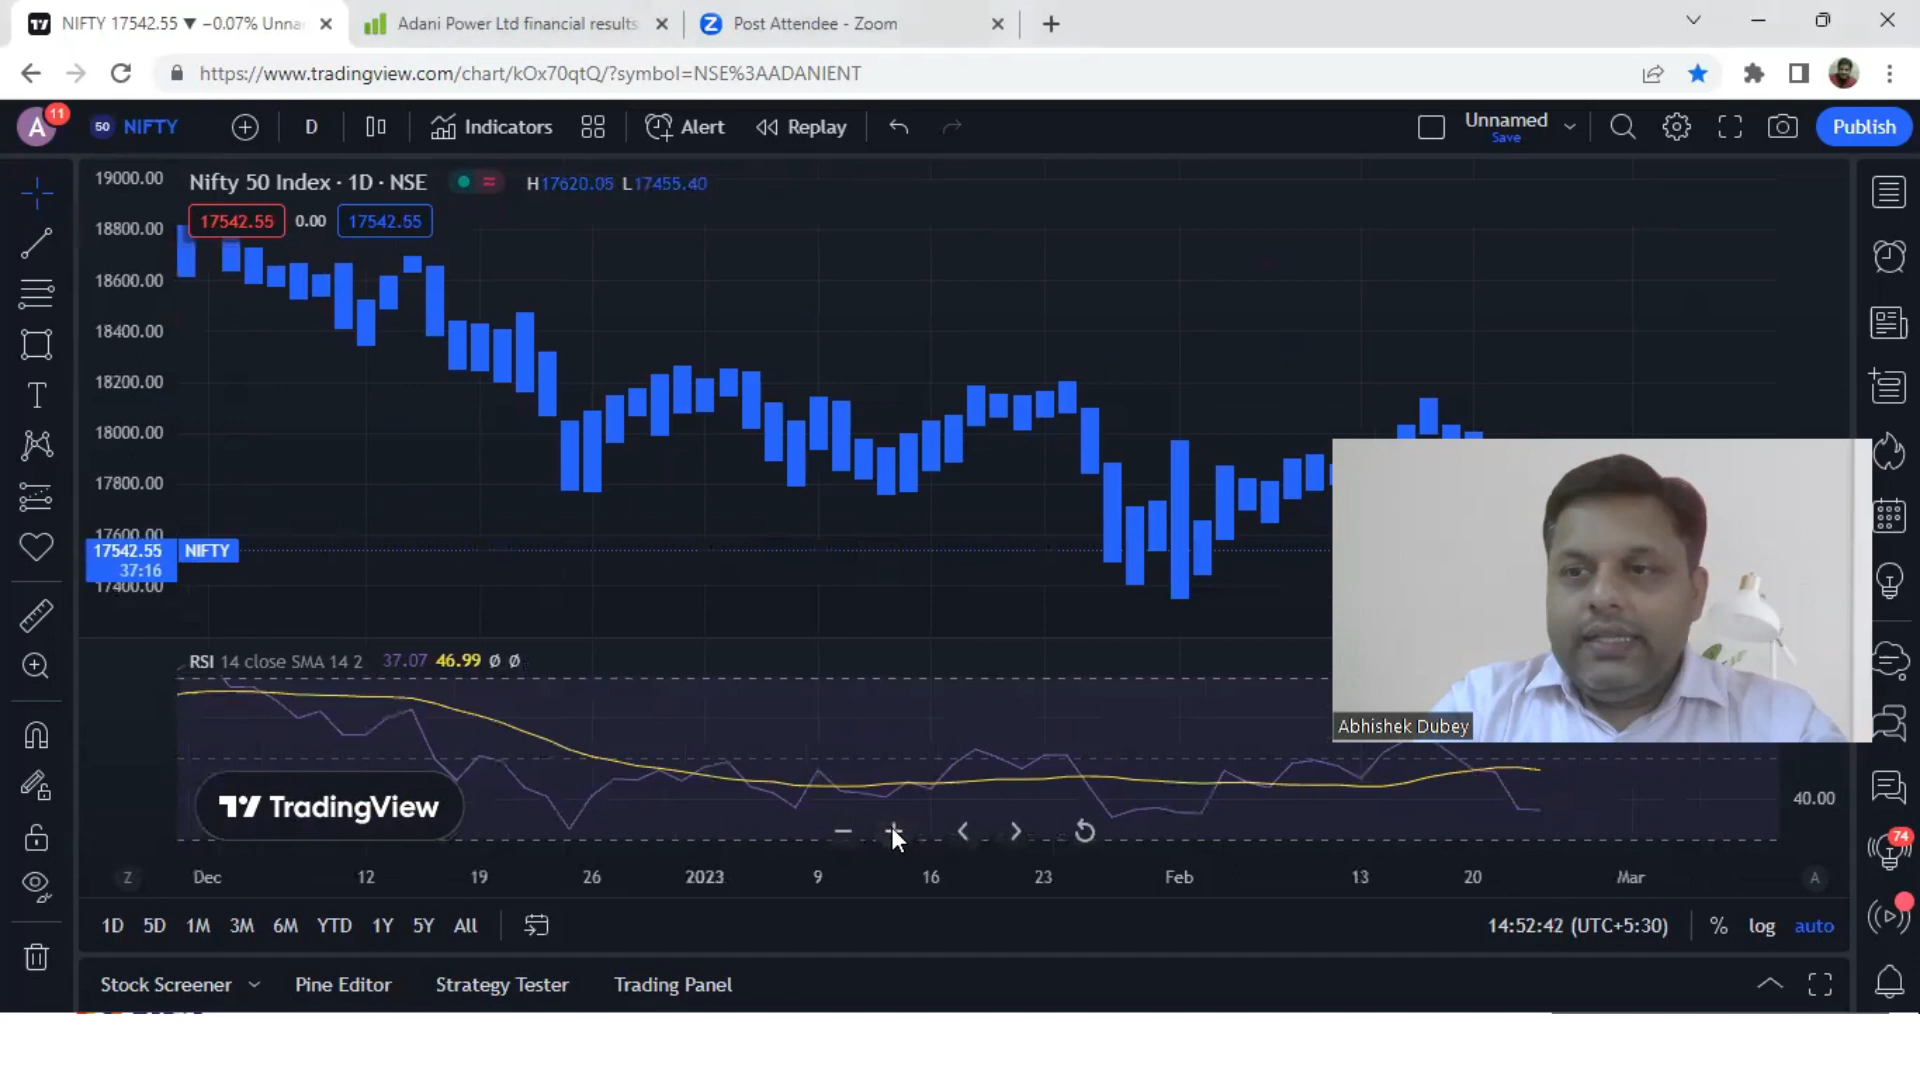 NIFTY 17542.55 ▼ −0.07% Unna
Adani Power Ltd financial results
Post Attendee - Zoom
https://www.tradingview.com/chart/kOx70qtQ/?symbol=NSE%3AADANIENT
A
11
50 NIFTY
D
Indicators
Alert
Replay
Unnamed
Save
Publish
19000.00
Nifty 50 Index · 1D · NSE
H17620.05 L17455.40
17542.55 0.00 17542.55
18800.00
18600.00
18400.00
18200.00
18000.00
17800.00
17600.00
17542.55 NIFTY
37:16
17400.00
RSI 14 close SMA 14 2 37.07 46.99 Ø Ø
Abhishek Dubey
TradingView
40.00
74
Z Dec 12 19 26 2023 9 16 23 Feb 13 20 Mar A
1D 5D 1M 3M 6M YTD 1Y 5Y All
14:52:42 (UTC+5:30) % log auto
Stock Screener Pine Editor Strategy Tester Trading Panel